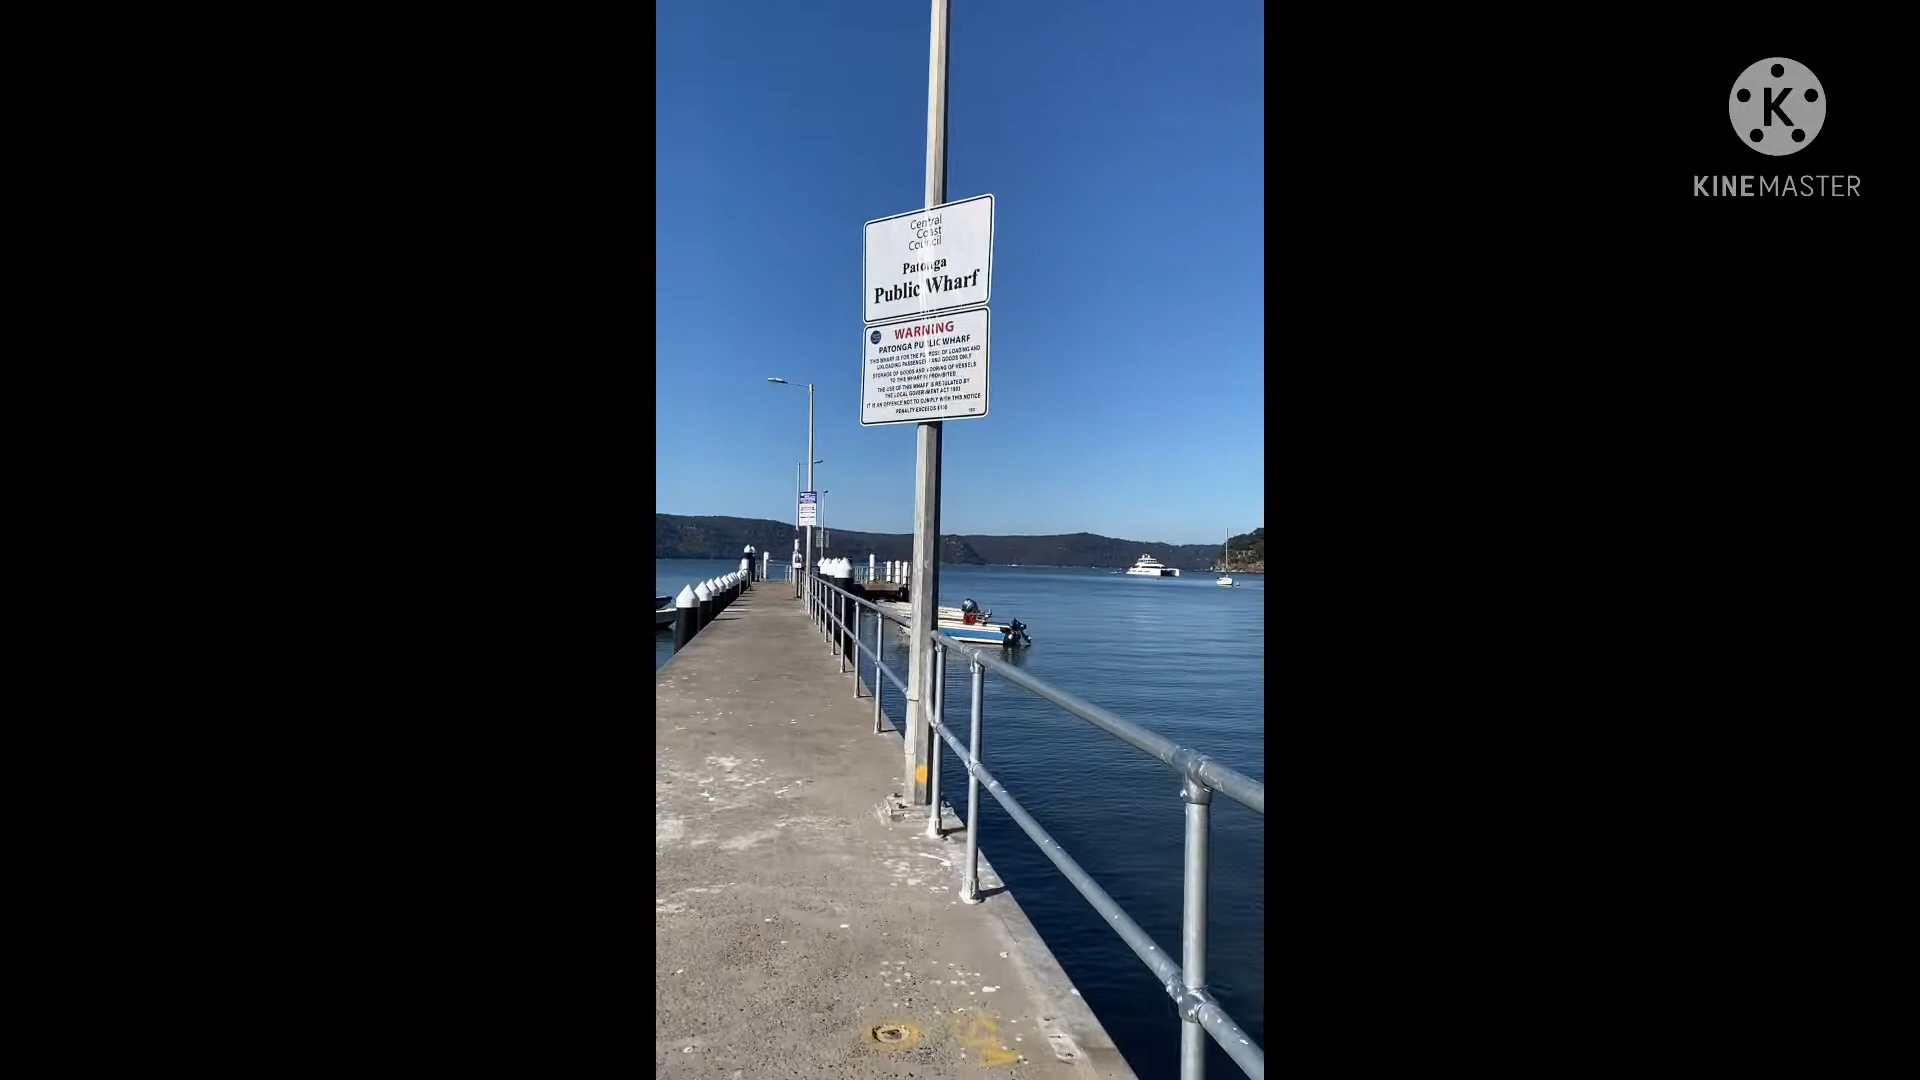 Central
Coast
Council
Patonga
Public Wharf
WARNING
PATONGA PUBLIC WHARF
THIS WHARF IS FOR THE PURPOSE OF LOADING AND
UNLOADING PASSENGERS AND GOODS ONLY
STORAGE OF GOODS AND MOORING OF VESSELS
TO THIS WHARF IS PROHIBITED
THE USE OF THIS WHARF IS REGULATED BY
THE LOCAL GOVERNMENT ACT 1993
IT IS AN OFFENCE NOT TO COMPLY WITH THIS NOTICE
PENALTY EXCEEDS $110
K
KINEMASTER